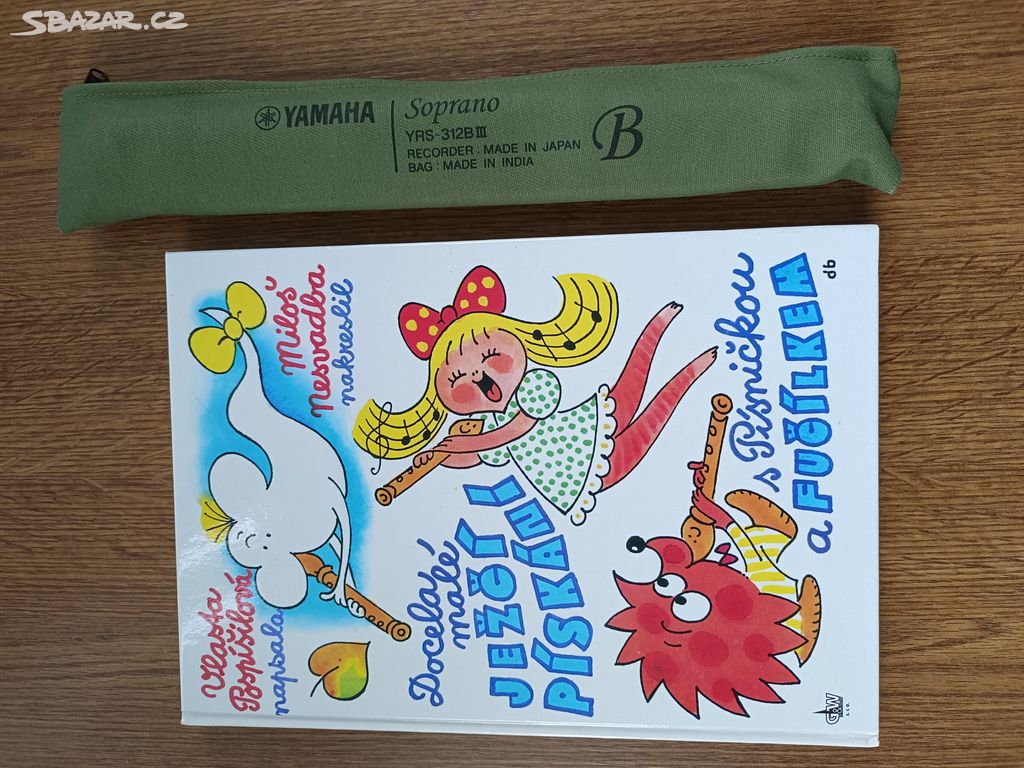 SBAZAR.CZ
YAMAHA
Soprano
YRS-312BⅢ
RECORDER : MADE IN JAPAN
BAG : MADE IN INDIA
B
Vlasta
Pospíšilová
napsala
Miloš
Nesvadba
nakreslil
Docela
malé
JEŽČÍ
PÍSKÁNÍ
s Písničkou
a FUČÍLKEM
db
G&W
s.r.o.